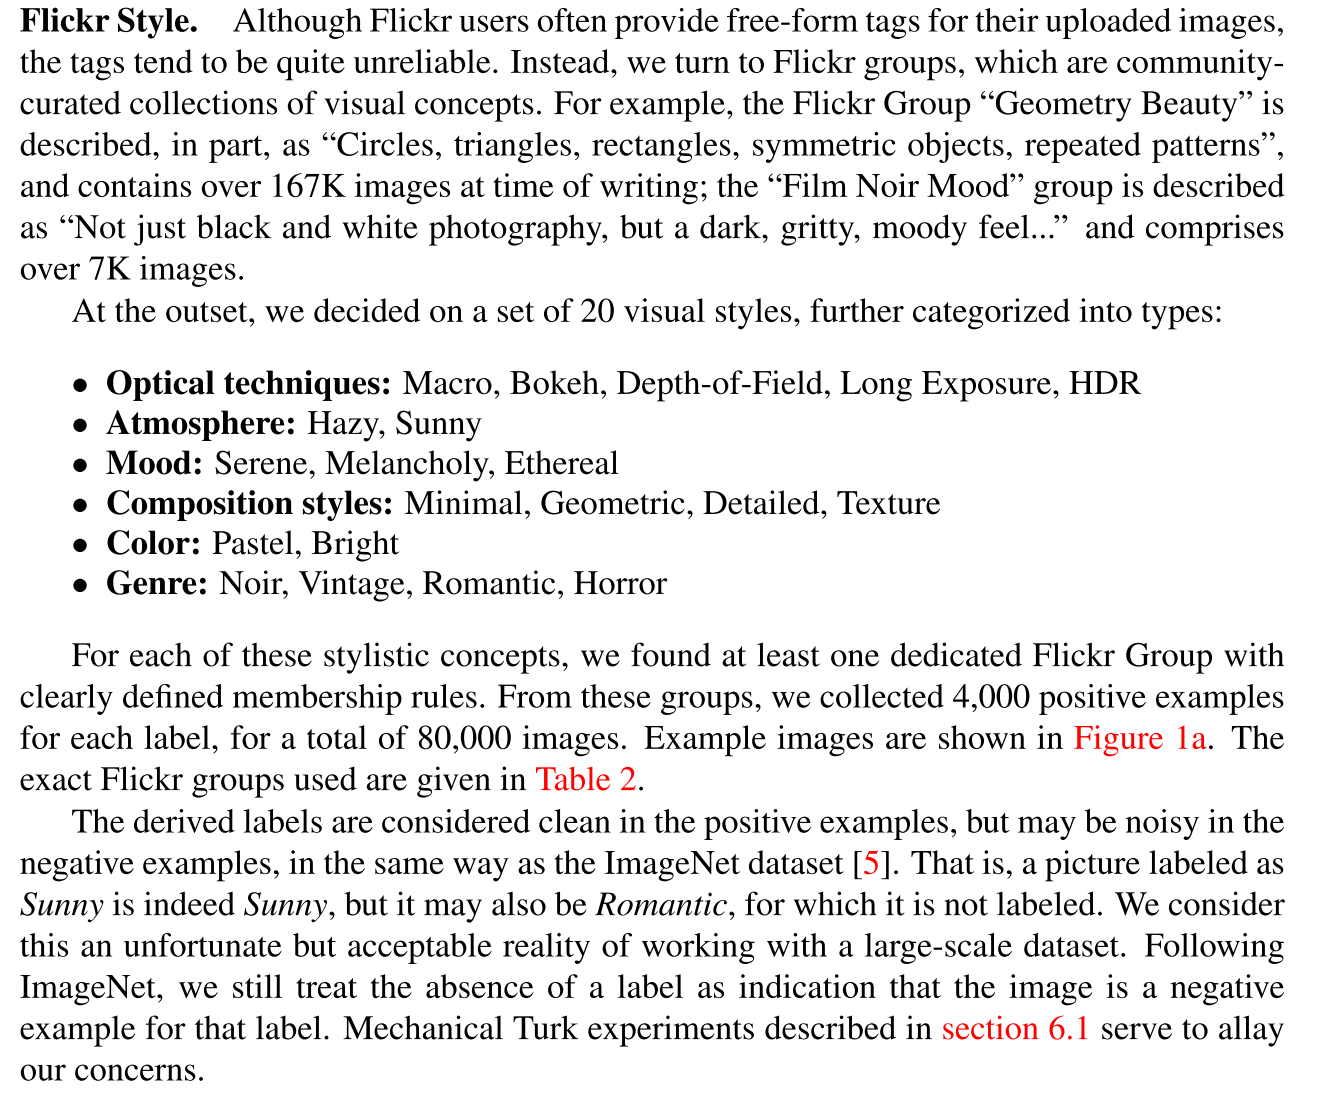 Flickr Style. Although Flickr users often provide free-form tags for their uploaded images,
the tags tend to be quite unreliable. Instead, we turn to Flickr groups, which are community-
curated collections of visual concepts. For example, the Flickr Group “Geometry Beauty” is
described, in part, as “Circles, triangles, rectangles, symmetric objects, repeated patterns”,
and contains over 167K images at time of writing; the “Film Noir Mood” group is described
as “Not just black and white photography, but a dark, gritty, moody feel...” and comprises
over 7K images.
At the outset, we decided on a set of 20 visual styles, further categorized into types:
• Optical techniques: Macro, Bokeh, Depth-of-Field, Long Exposure, HDR
• Atmosphere: Hazy, Sunny
• Mood: Serene, Melancholy, Ethereal
• Composition styles: Minimal, Geometric, Detailed, Texture
• Color: Pastel, Bright
• Genre: Noir, Vintage, Romantic, Horror
For each of these stylistic concepts, we found at least one dedicated Flickr Group with
clearly defined membership rules. From these groups, we collected 4,000 positive examples
for each label, for a total of 80,000 images. Example images are shown in Figure 1a. The
exact Flickr groups used are given in Table 2.
The derived labels are considered clean in the positive examples, but may be noisy in the
negative examples, in the same way as the ImageNet dataset [5]. That is, a picture labeled as
Sunny is indeed Sunny, but it may also be Romantic, for which it is not labeled. We consider
this an unfortunate but acceptable reality of working with a large-scale dataset. Following
ImageNet, we still treat the absence of a label as indication that the image is a negative
example for that label. Mechanical Turk experiments described in section 6.1 serve to allay
our concerns.